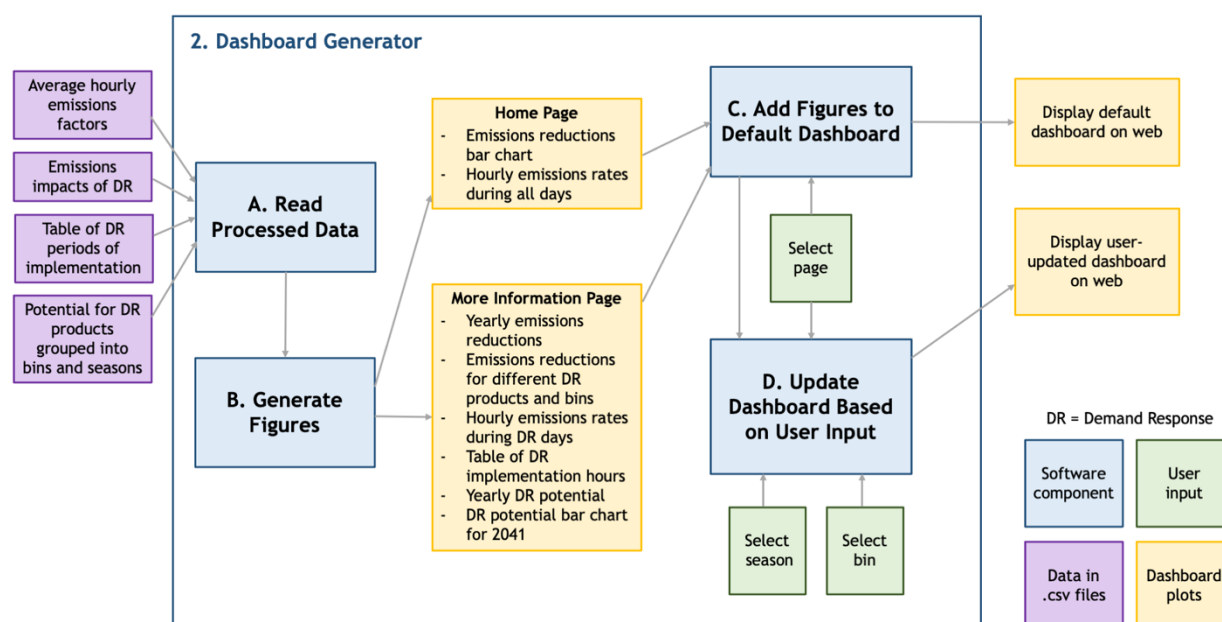 2. Dashboard Generator
Average hourly
emissions
factors
Emissions
impacts of DR
Table of DR
periods of
implementation
Potential for DR
products
grouped into
bins and seasons
A. Read
Processed Data
B. Generate
Figures
Home Page
- Emissions reductions
bar chart
- Hourly emissions rates
during all days
More Information Page
- Yearly emissions
reductions
- Emissions reductions
for different DR
products and bins
- Hourly emissions rates
during DR days
- Table of DR
implementation hours
- Yearly DR potential
- DR potential bar chart
for 2041
C. Add Figures to
Default Dashboard
Select
page
D. Update
Dashboard Based
on User Input
Select
season
Select
bin
Display default
dashboard on web
Display user-
updated dashboard
on web
DR = Demand Response
Software
component
User
input
Data in
.csv files
Dashboard
plots